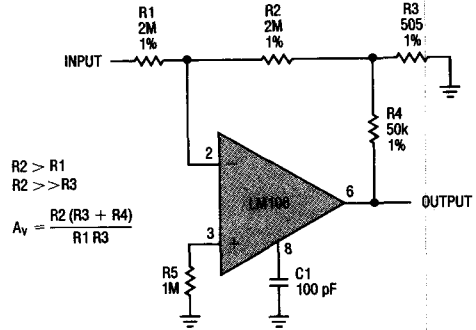 R1
2M
1%
R2
2M
1%
R3
505
1%
INPUT
R4
50k
1%
R2 > R1
R2 >>R3
Av = R2 (R3 + R4) / R1 R3
2
−
6
OUTPUT
3
+
8
R5
1M
C1
100 pF